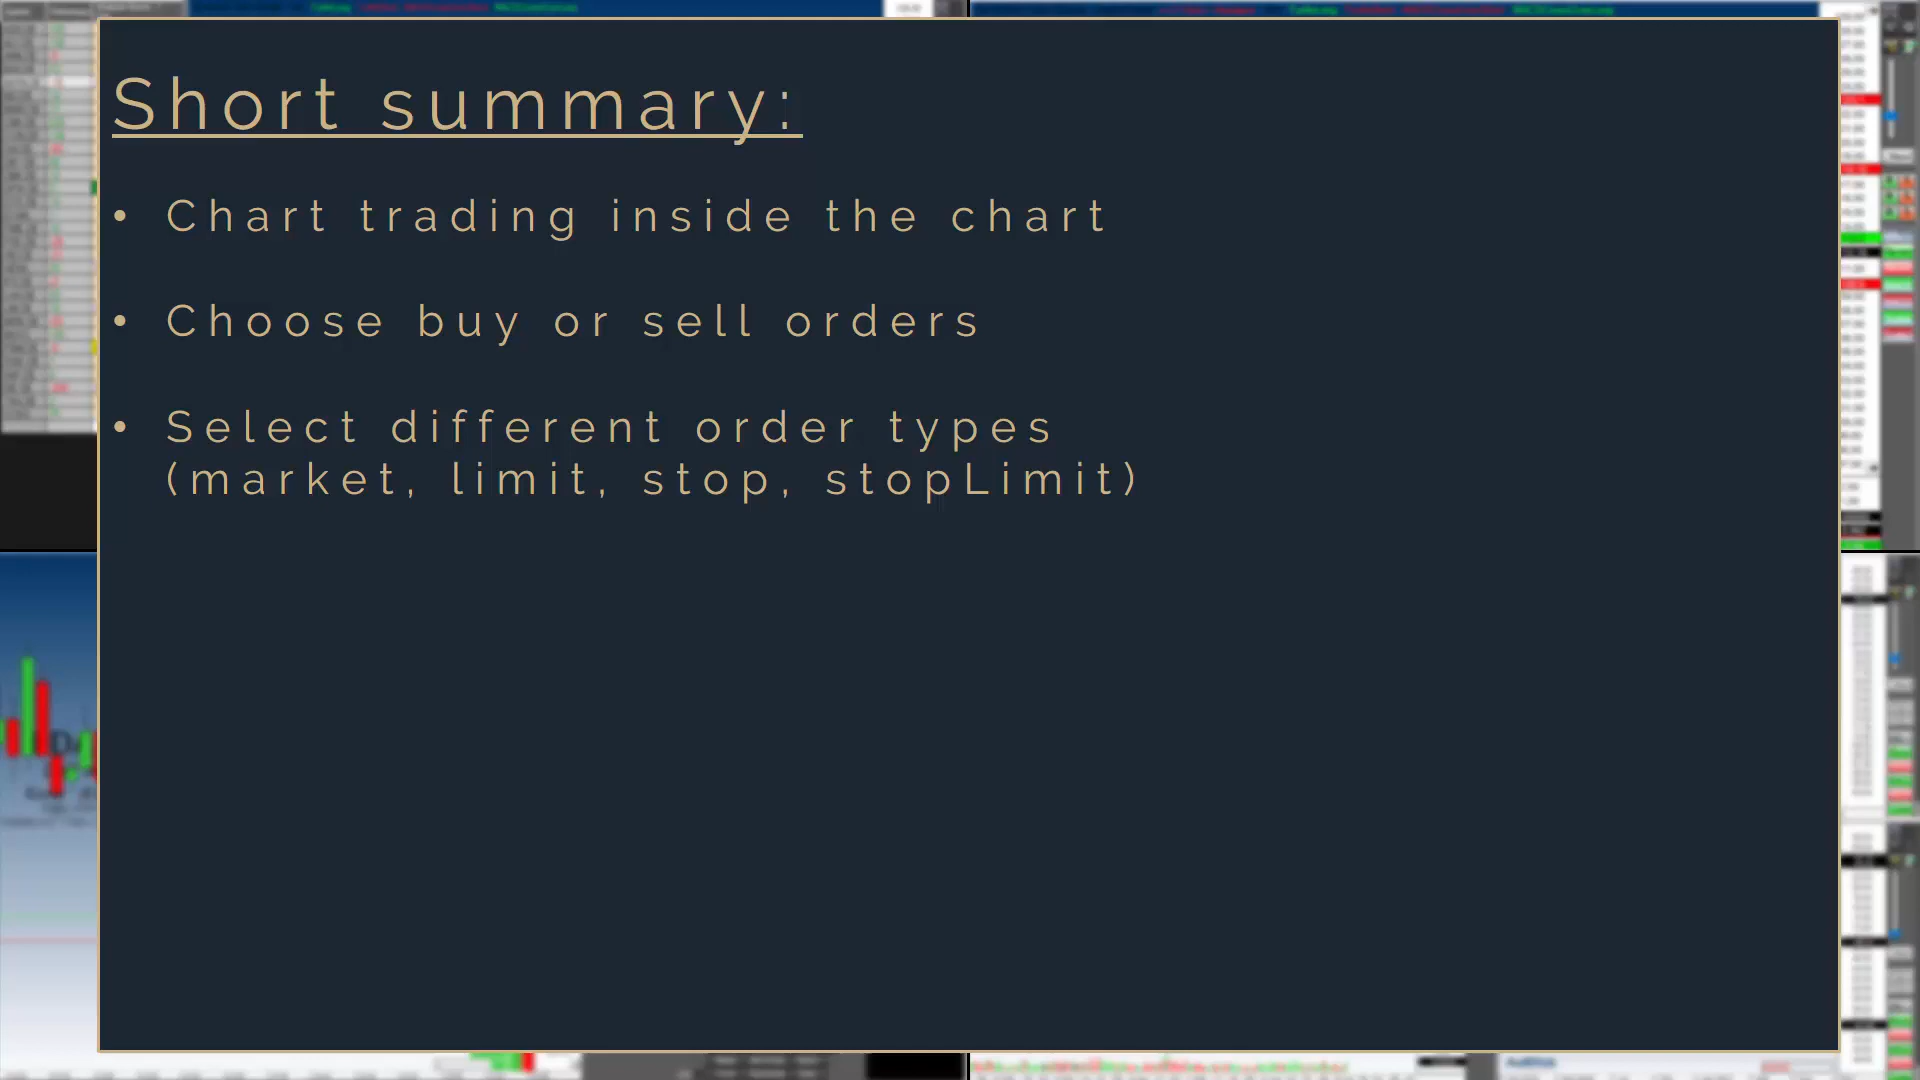 Short summary:
• Chart trading inside the chart
• Choose buy or sell orders
• Select different order types
(market, limit, stop, stopLimit)